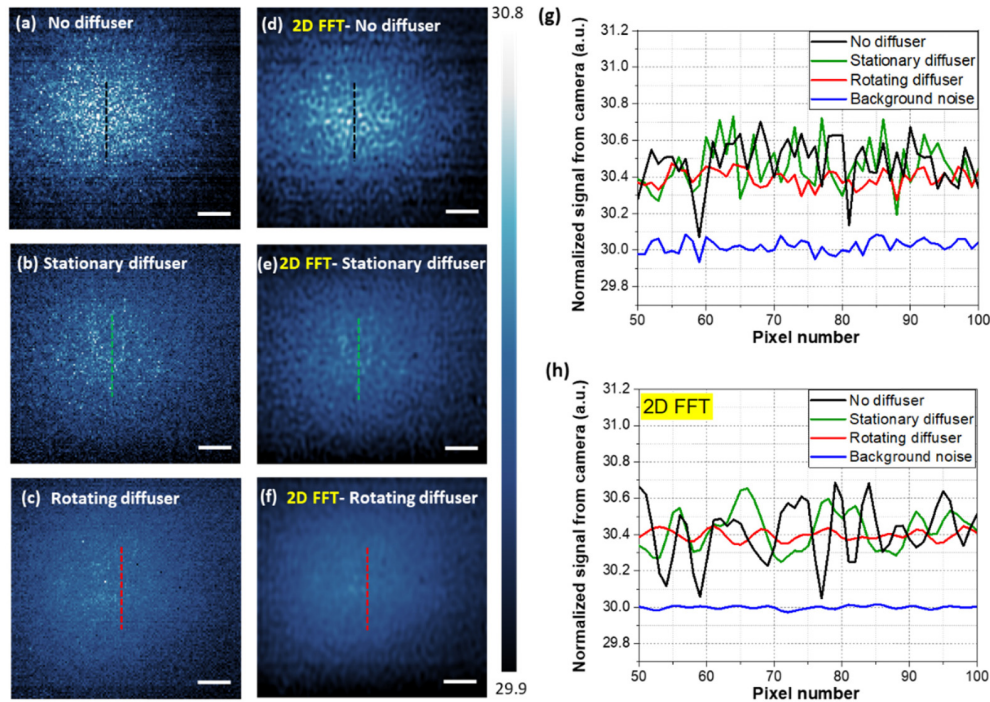 (a) No diffuser
(b) Stationary diffuser
(c) Rotating diffuser
(d) 2D FFT- No diffuser
(e) 2D FFT- Stationary diffuser
(f) 2D FFT- Rotating diffuser
30.8
29.9
(g)
Normalized signal from camera (a.u.)
31.2
31.0
30.8
30.6
30.4
30.2
30.0
29.8
No diffuser
Stationary diffuser
Rotating diffuser
Background noise
50 60 70 80 90 100
Pixel number
(h)
Normalized signal from camera (a.u.)
31.2
31.0
30.8
30.6
30.4
30.2
30.0
29.8
2D FFT
No diffuser
Stationary diffuser
Rotating diffuser
Background noise
50 60 70 80 90 100
Pixel number